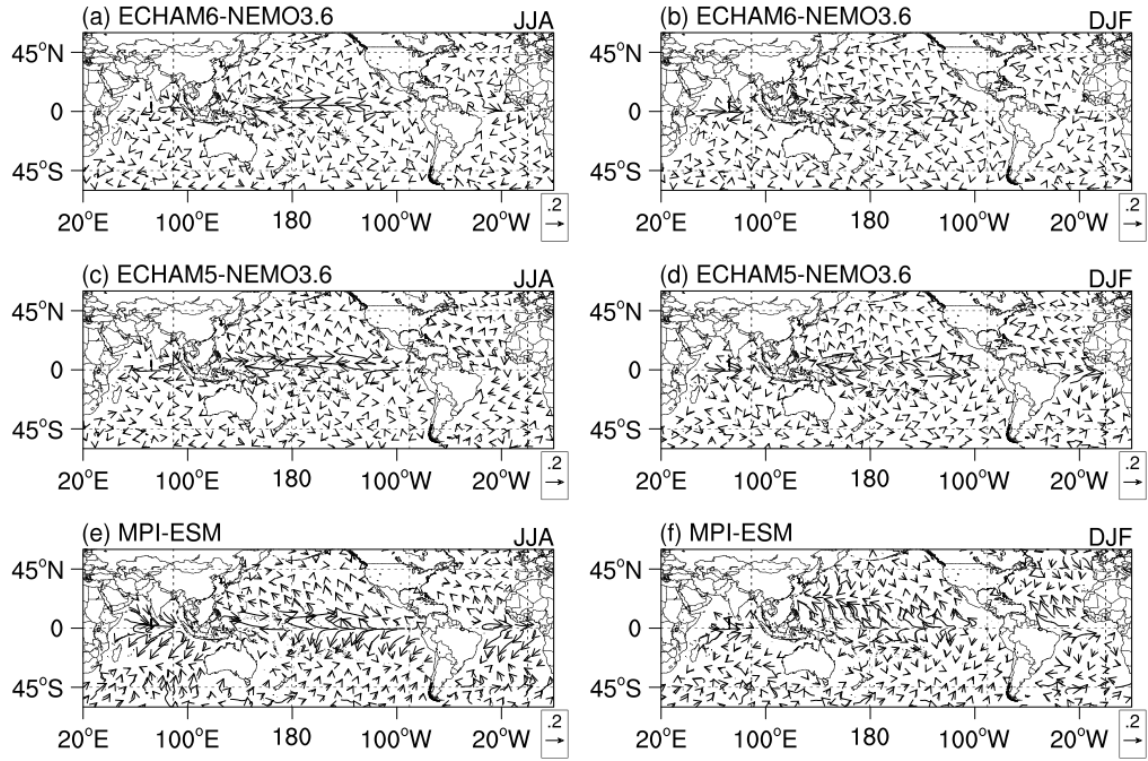 (a) ECHAM6-NEMO3.6 JJA
(b) ECHAM6-NEMO3.6 DJF
45°N
0
45°S
20°E 100°E 180 100°W 20°W
.2
45°N
0
45°S
20°E 100°E 180 100°W 20°W
.2
(c) ECHAM5-NEMO3.6 JJA
(d) ECHAM5-NEMO3.6 DJF
45°N
0
45°S
20°E 100°E 180 100°W 20°W
.2
45°N
0
45°S
20°E 100°E 180 100°W 20°W
.2
(e) MPI-ESM JJA
(f) MPI-ESM DJF
45°N
0
45°S
20°E 100°E 180 100°W 20°W
.2
45°N
0
45°S
20°E 100°E 180 100°W 20°W
.2